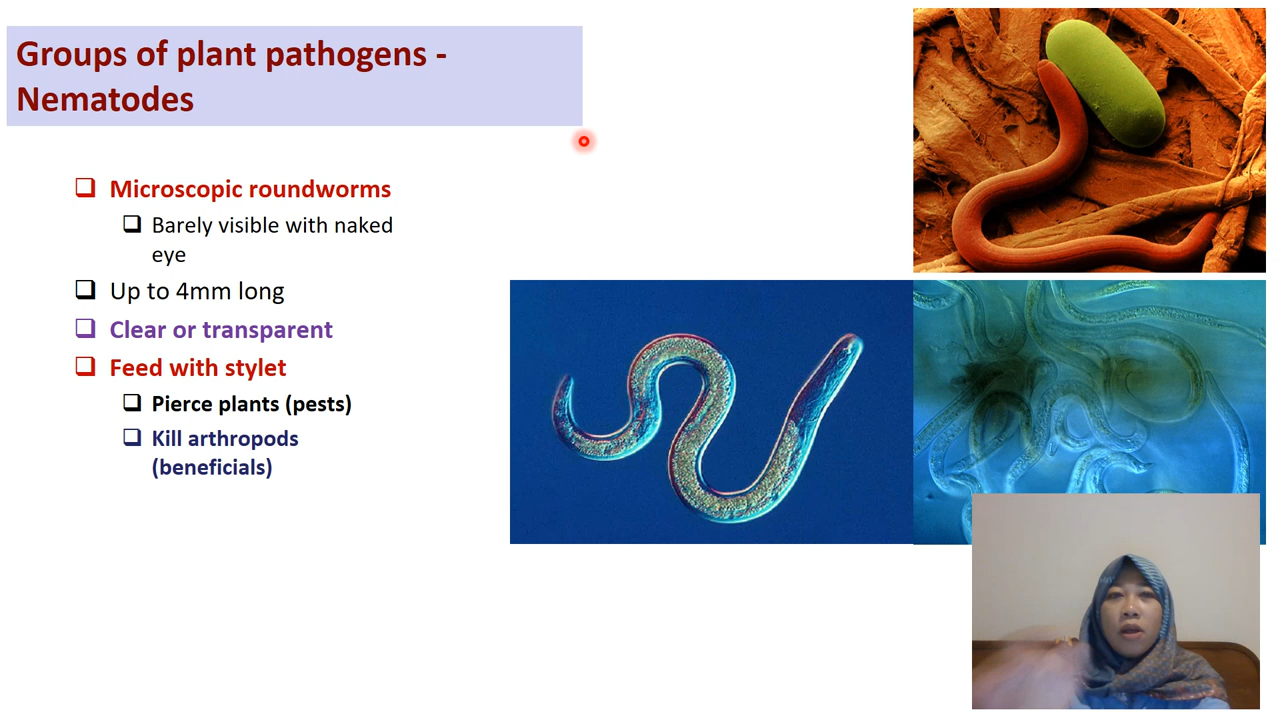 Groups of plant pathogens -
Nematodes
Microscopic roundworms
Barely visible with naked
eye
Up to 4mm long
Clear or transparent
Feed with stylet
Pierce plants (pests)
Kill arthropods
(beneficials)